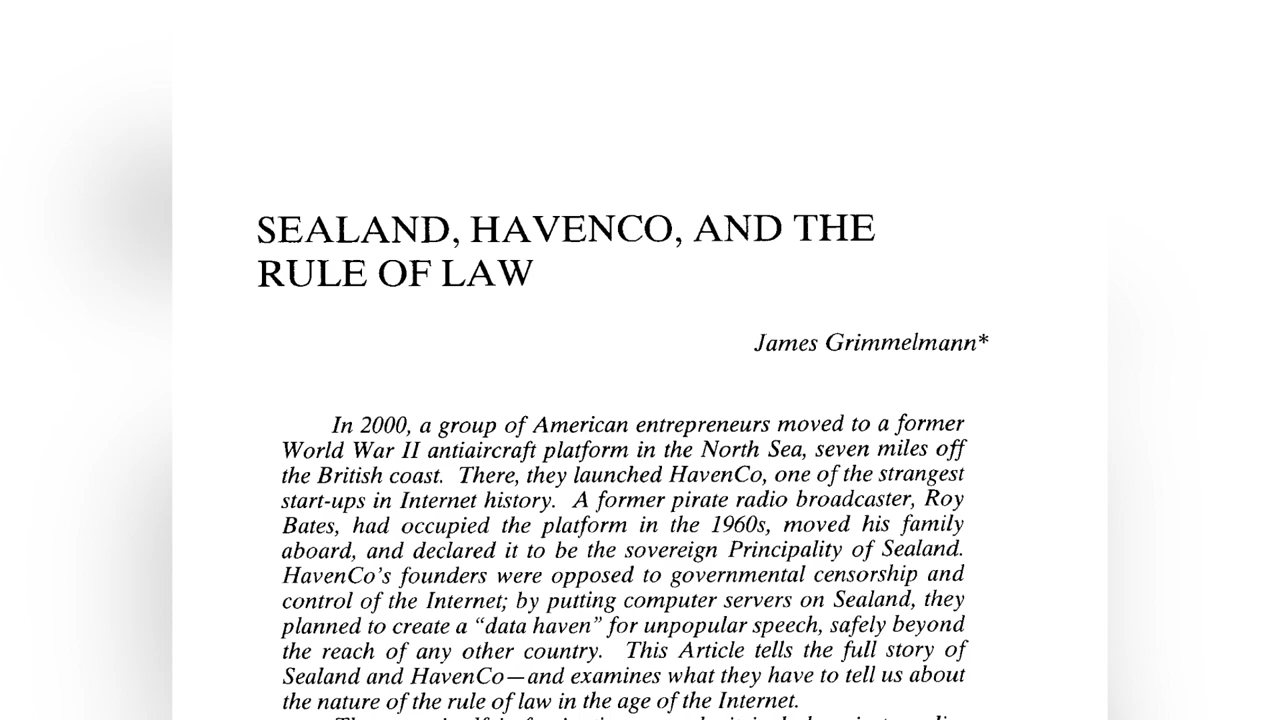 SEALAND, HAVENCO, AND THE
RULE OF LAW
James Grimmelmann*
In 2000, a group of American entrepreneurs moved to a former
World War II antiaircraft platform in the North Sea, seven miles off
the British coast. There, they launched HavenCo, one of the strangest
start-ups in Internet history. A former pirate radio broadcaster, Roy
Bates, had occupied the platform in the 1960s, moved his family
aboard, and declared it to be the sovereign Principality of Sealand.
HavenCo's founders were opposed to governmental censorship and
control of the Internet; by putting computer servers on Sealand, they
planned to create a “data haven” for unpopular speech, safely beyond
the reach of any other country. This Article tells the full story of
Sealand and HavenCo—and examines what they have to tell us about
the nature of the rule of law in the age of the Internet.